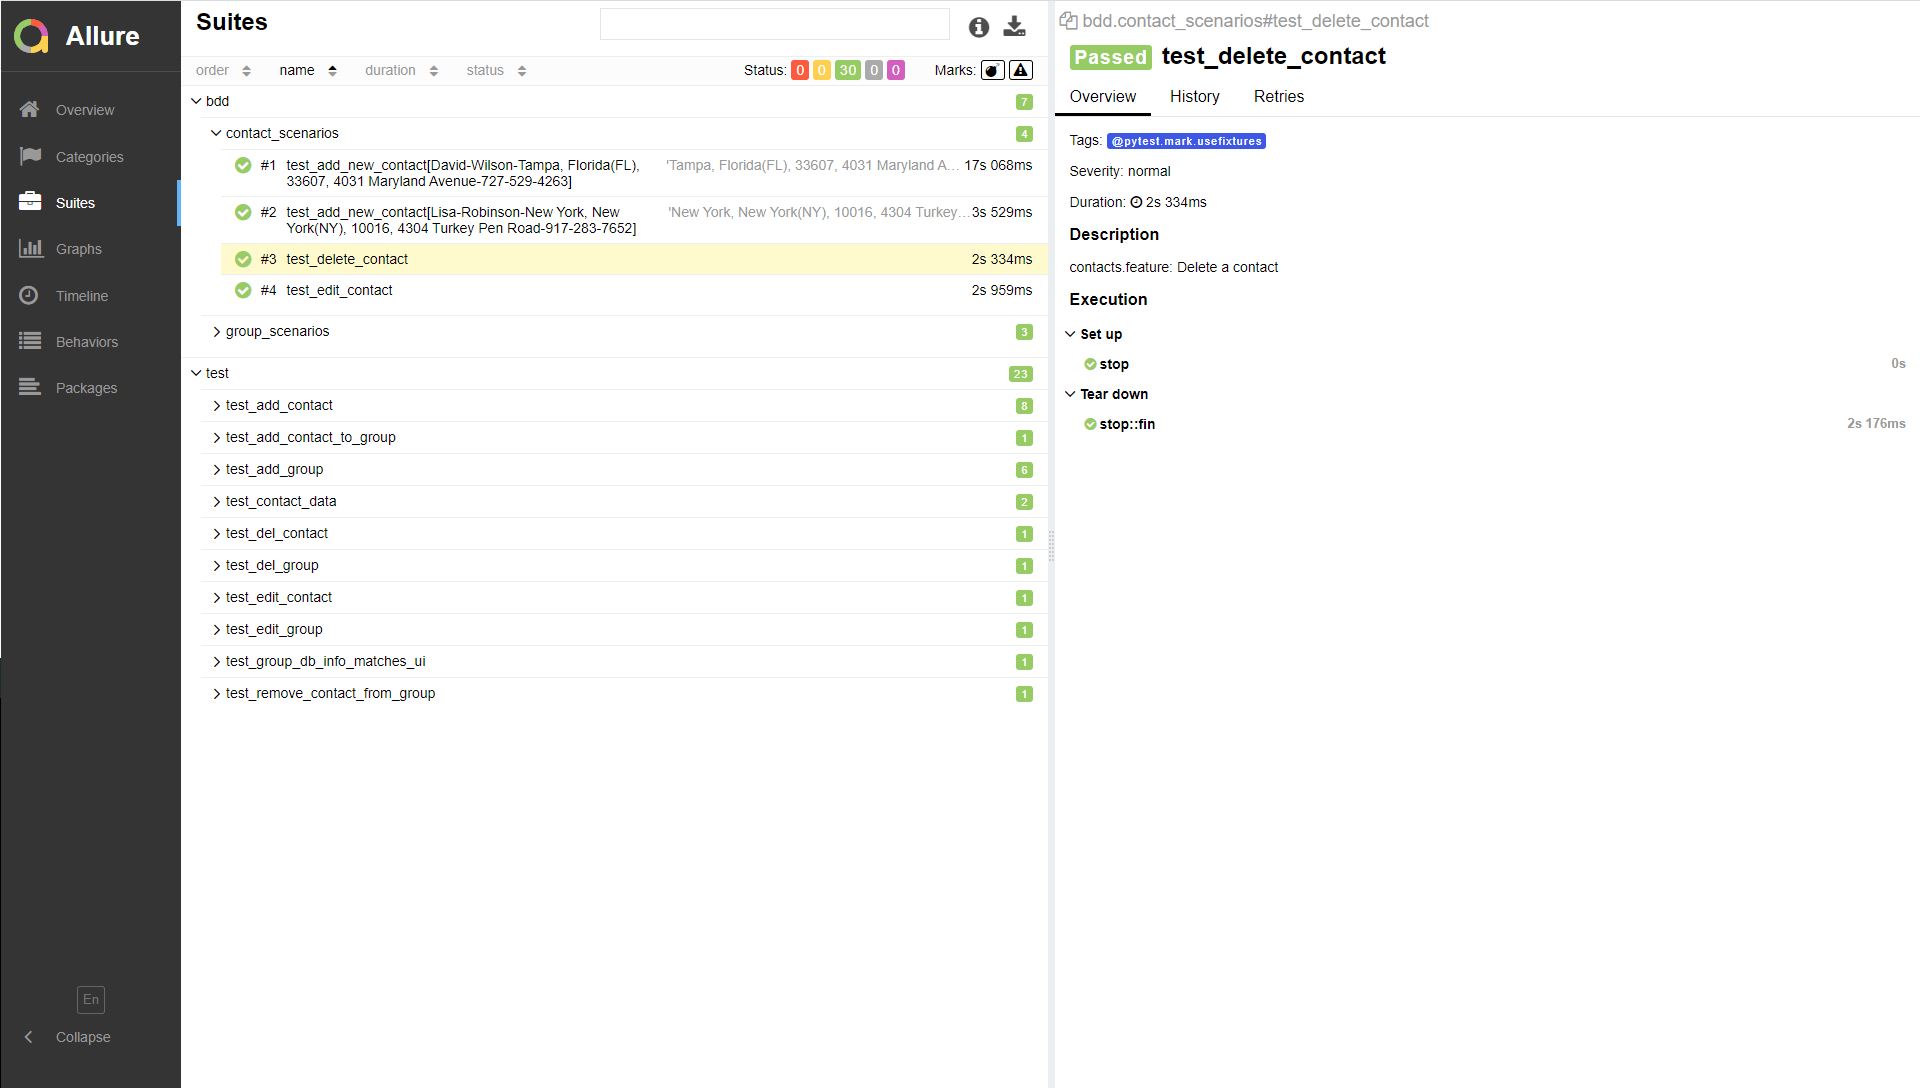 Allure
Overview
Categories
Suites
Graphs
Timeline
Behaviors
Packages
En
Collapse
Suites
order name duration status Status: 0 0 30 0 0 Marks:
bdd 7
contact_scenarios 4
#1 test_add_new_contact[David-Wilson-Tampa, Florida(FL), 'Tampa, Florida(FL), 33607, 4031 Maryland A... 17s 068ms
33607, 4031 Maryland Avenue-727-529-4263]
#2 test_add_new_contact[Lisa-Robinson-New York, New 'New York, New York(NY), 10016, 4304 Turkey... 3s 529ms
York(NY), 10016, 4304 Turkey Pen Road-917-283-7652]
#3 test_delete_contact 2s 334ms
#4 test_edit_contact 2s 959ms
group_scenarios 3
test 23
test_add_contact 8
test_add_contact_to_group 1
test_add_group 6
test_contact_data 2
test_del_contact 1
test_del_group 1
test_edit_contact 1
test_edit_group 1
test_group_db_info_matches_ui 1
test_remove_contact_from_group 1
bdd.contact_scenarios#test_delete_contact
Passed test_delete_contact
Overview History Retries
Tags: @pytest.mark.usefixtures
Severity: normal
Duration: 2s 334ms
Description
contacts.feature: Delete a contact
Execution
Set up
stop 0s
Tear down
stop::fin 2s 176ms